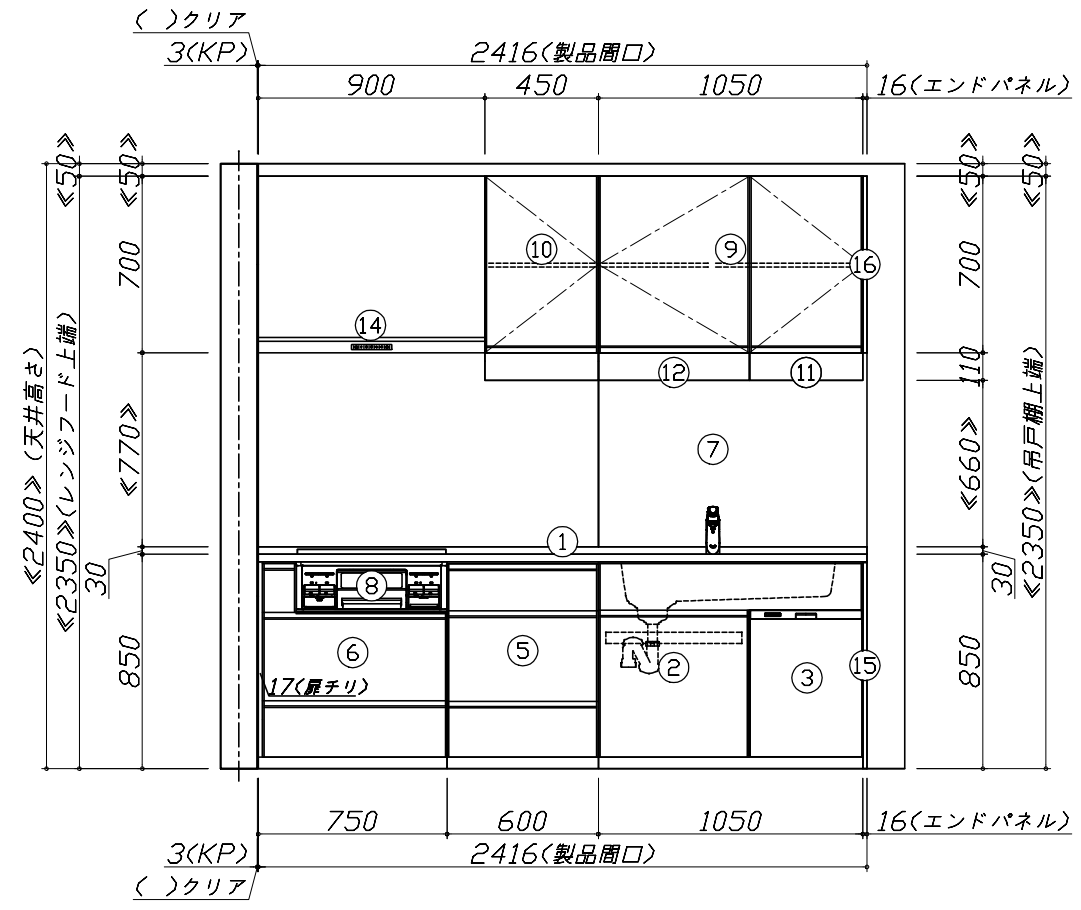 ( )クリア
3(KP)
2416(製品間口)
900
450
1050
16(エンドパネル)
≪50≫
≪50≫
≪50≫
≪50≫
700
700
10
9
16
14
≪2400≫(天井高さ)
≪2350≫(レンジフード上端)
≪770≫
12
11
110
≪660≫
≪2350≫(吊戸棚上端)
7
1
30
30
8
6
5
2
3
15
850
850
17(扉チリ)
750
600
1050
16(エンドパネル)
3(KP)
2416(製品間口)
( )クリア